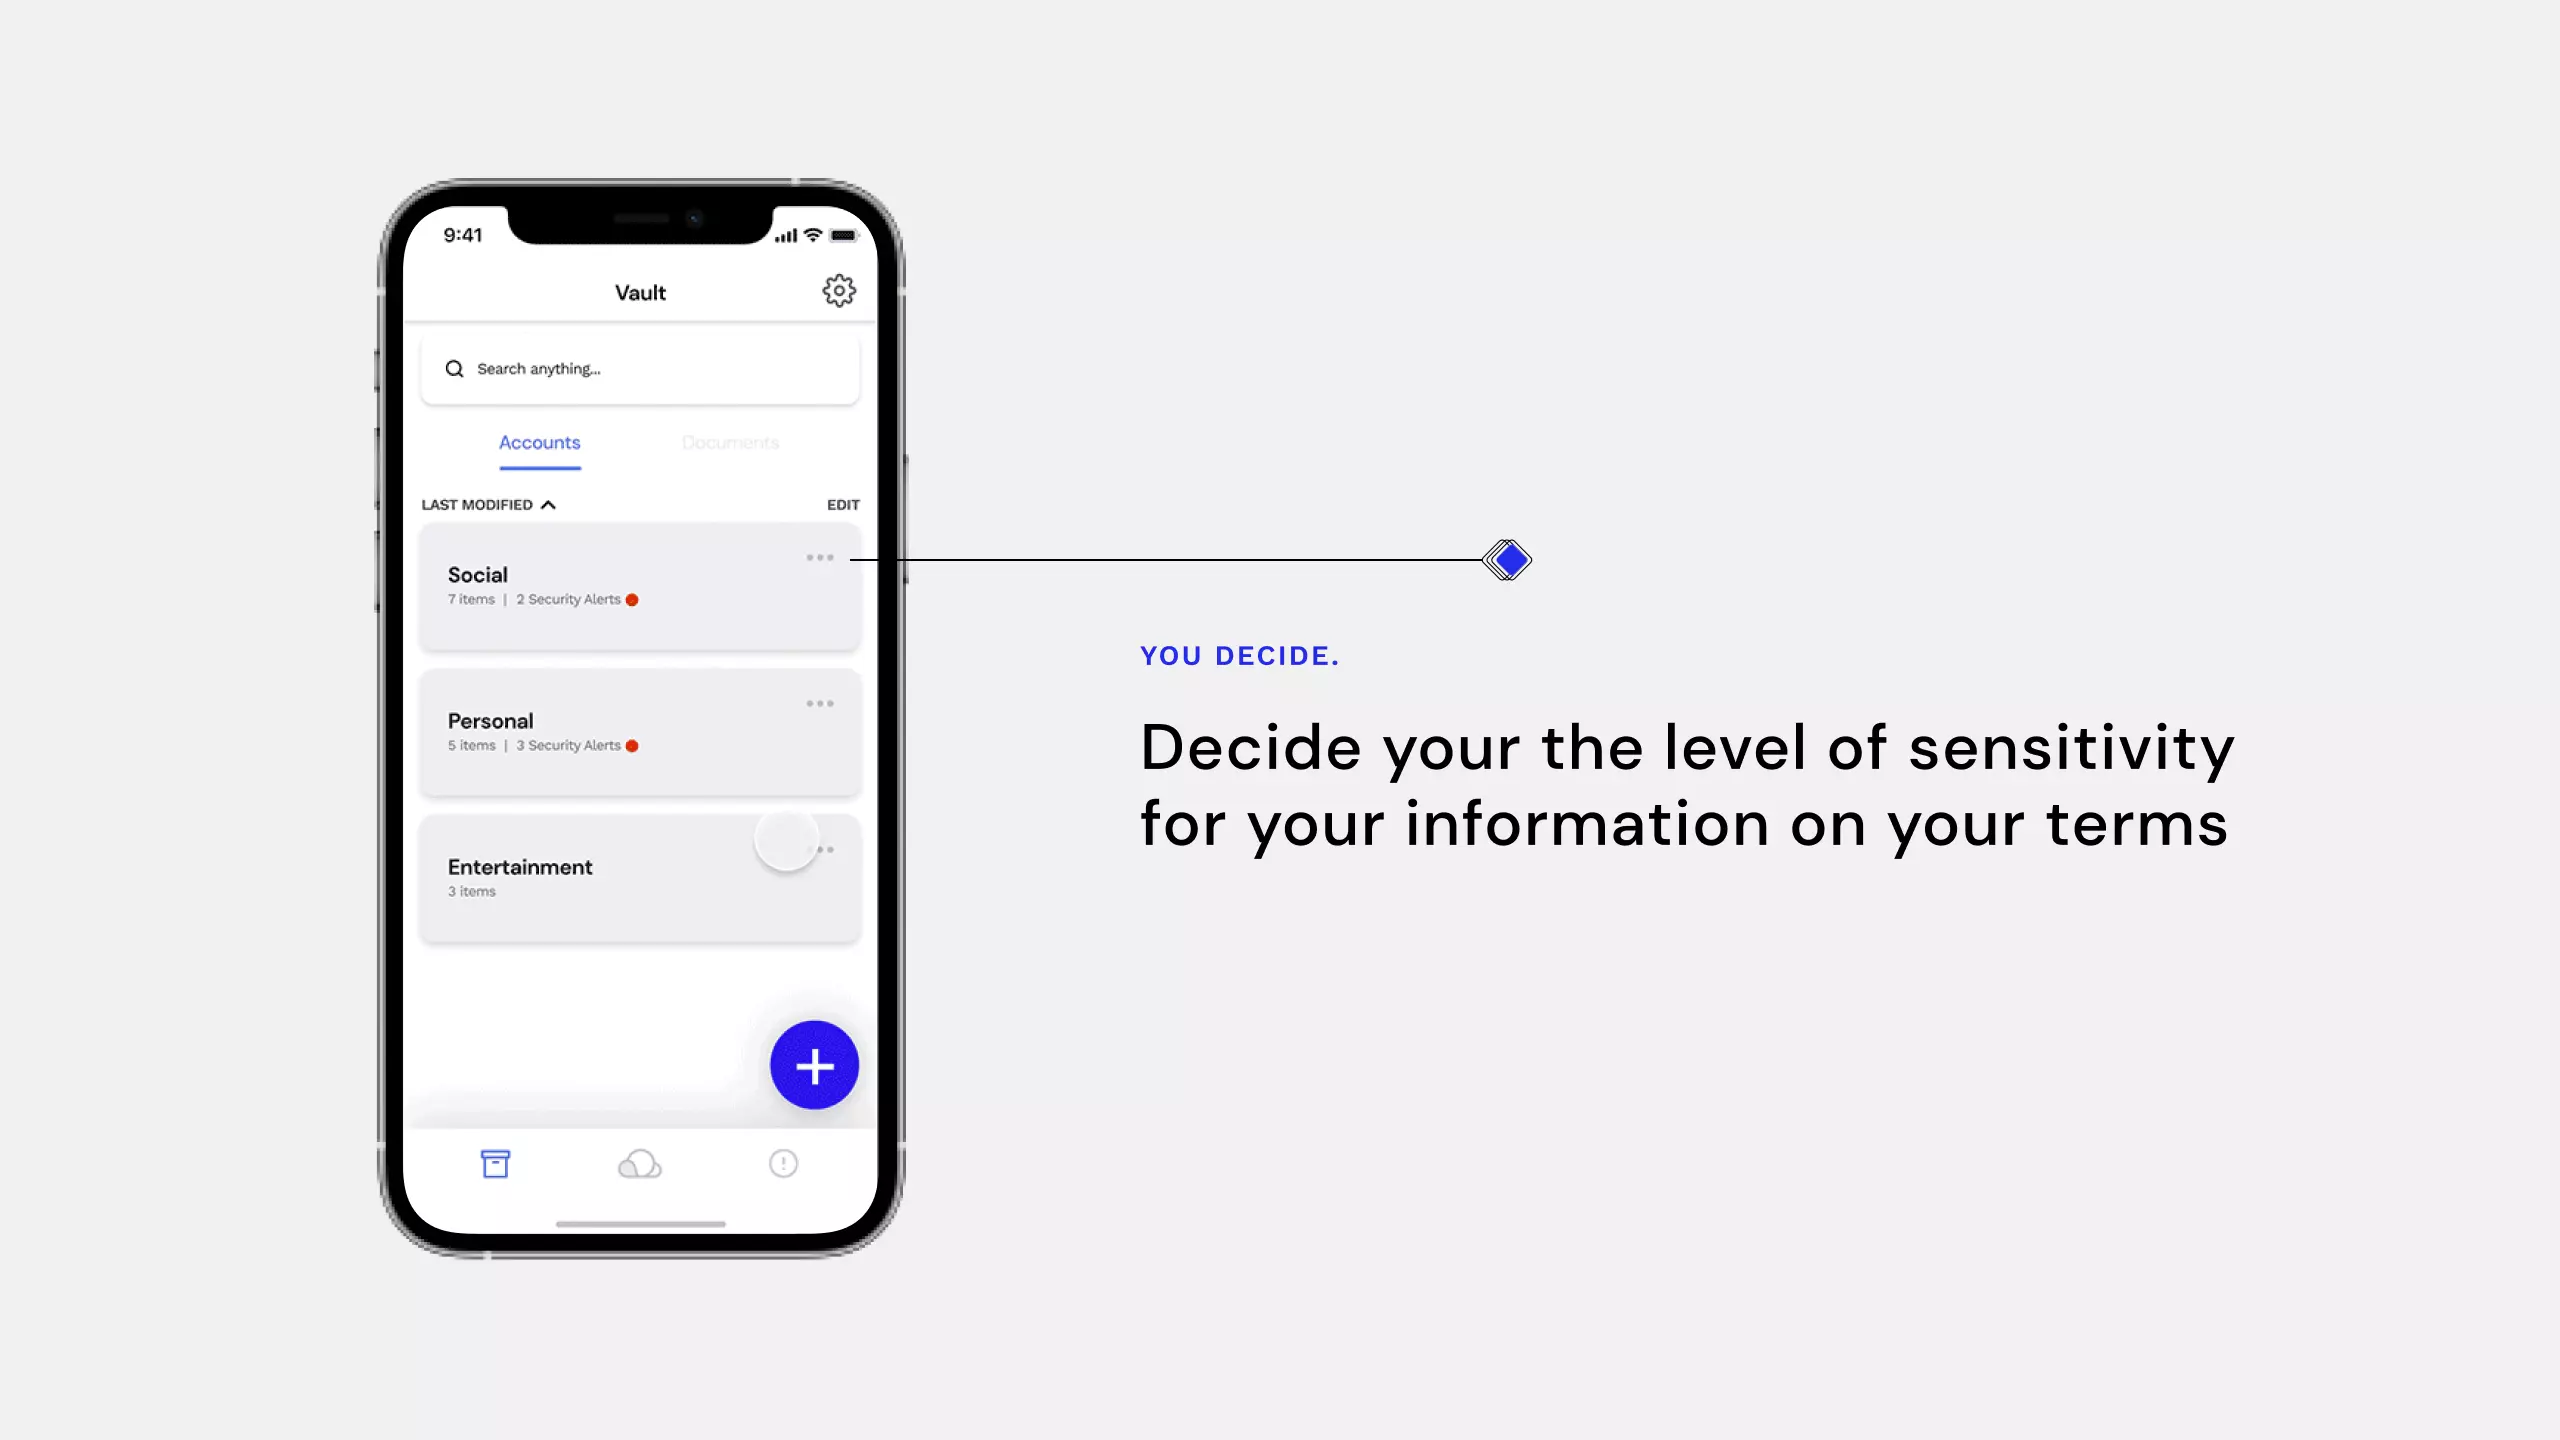 9:41
Vault
Search anything...
Accounts
Documents
LAST MODIFIED
EDIT
Social
7 items | 2 Security Alerts
Personal
5 items | 3 Security Alerts
Entertainment
3 items
YOU DECIDE.
Decide your the level of sensitivity
for your information on your terms